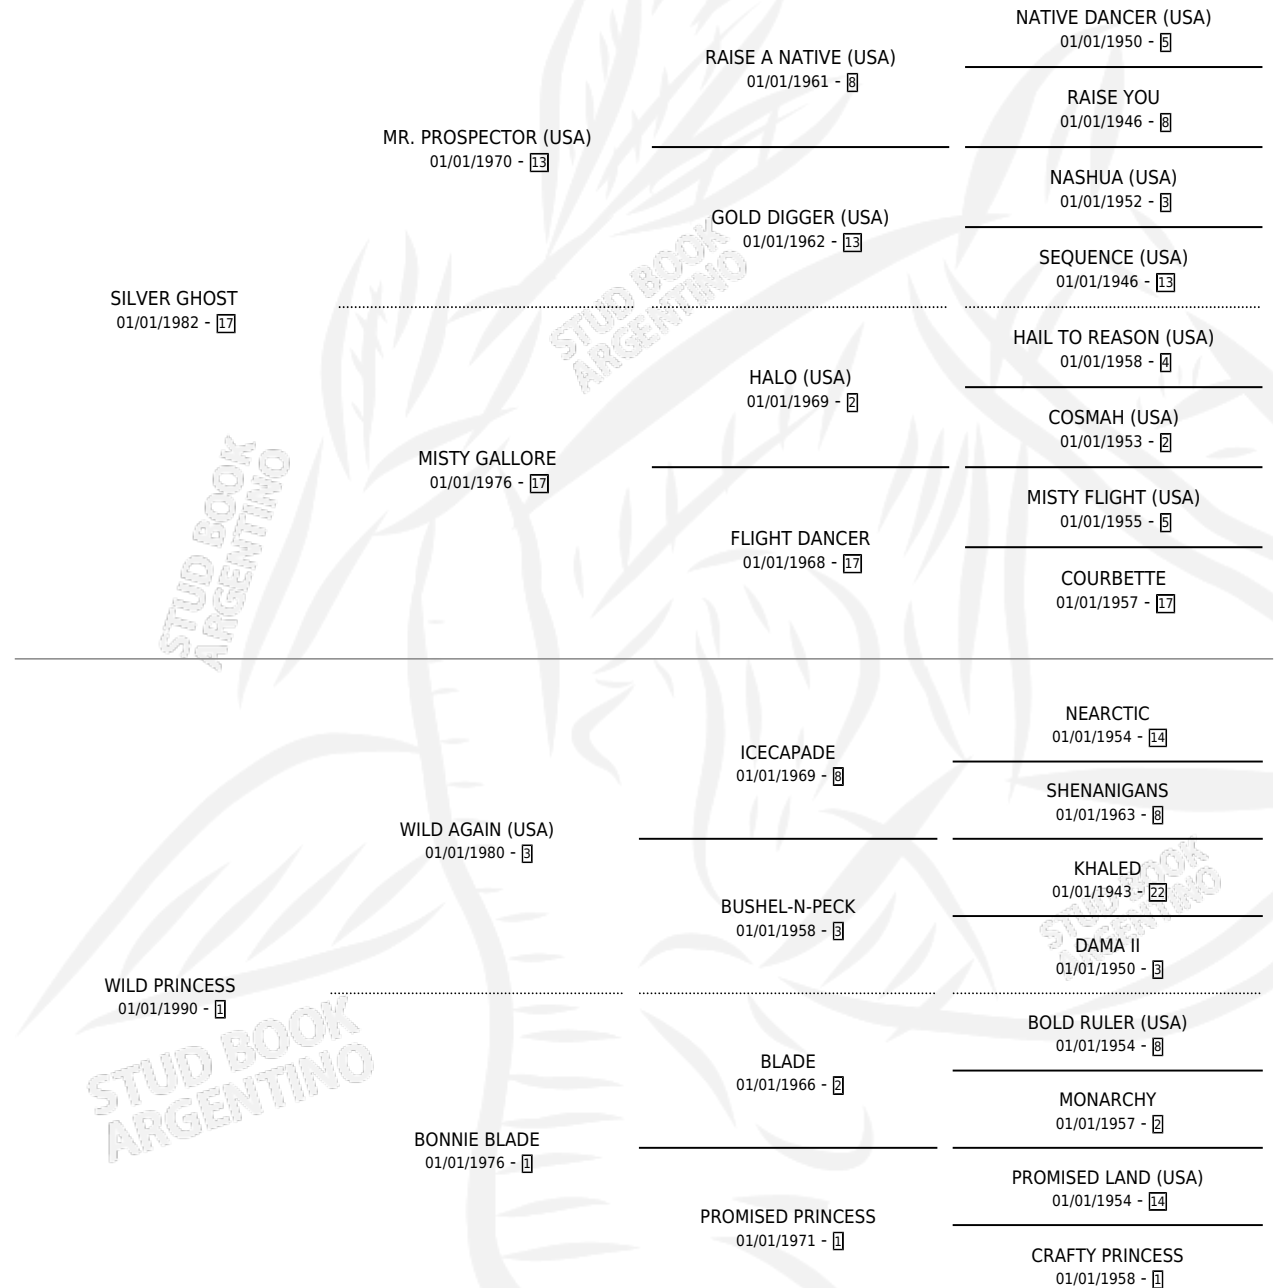 NATIVE DANCER (USA)
01/01/1950 - 5
RAISE A NATIVE (USA)
01/01/1961 - 8
RAISE YOU
01/01/1946 - 8
MR. PROSPECTOR (USA)
01/01/1970 - 13
NASHUA (USA)
01/01/1952 - 3
GOLD DIGGER (USA)
01/01/1962 - 13
SEQUENCE (USA)
01/01/1946 - 13
SILVER GHOST
01/01/1982 - 17
STUD BOOK
ARGENTINO
HAIL TO REASON (USA)
01/01/1958 - 4
HALO (USA)
01/01/1969 - 2
COSMAH (USA)
01/01/1953 - 2
MISTY GALLORE
01/01/1976 - 17
MISTY FLIGHT (USA)
01/01/1955 - 5
FLIGHT DANCER
01/01/1968 - 17
COURBETTE
01/01/1957 - 17
STUD BOOK
ARGENTINO
NEARCTIC
01/01/1954 - 14
ICECAPADE
01/01/1969 - 8
SHENANIGANS
01/01/1963 - 8
WILD AGAIN (USA)
01/01/1980 - 3
KHALED
01/01/1943 - 22
BUSHEL-N-PECK
01/01/1958 - 3
DAMA II
01/01/1950 - 3
STUD BOOK
ARGENTINO
WILD PRINCESS
01/01/1990 - 1
BOLD RULER (USA)
01/01/1954 - 8
BLADE
01/01/1966 - 2
MONARCHY
01/01/1957 - 2
STUD BOOK
ARGENTINO
BONNIE BLADE
01/01/1976 - 1
PROMISED LAND (USA)
01/01/1954 - 14
PROMISED PRINCESS
01/01/1971 - 1
CRAFTY PRINCESS
01/01/1958 - 1